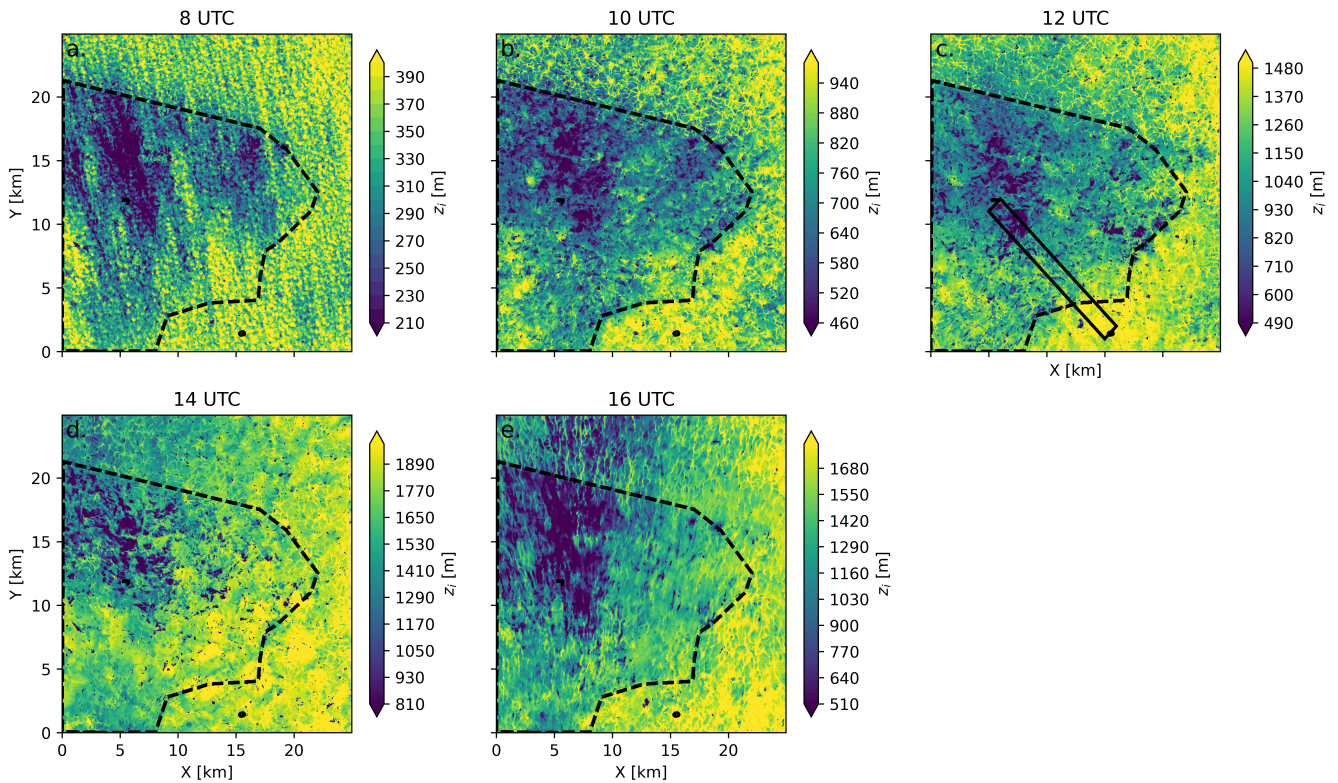 8 UTC
10 UTC
12 UTC
a.
b.
c.
20
15
10
5
0
Y [km]
390
370
350
330
310
290
270
250
230
210
z_i [m]
940
880
820
760
700
640
580
520
460
z_i [m]
1480
1370
1260
1150
1040
930
820
710
600
490
z_i [m]
X [km]
14 UTC
16 UTC
d.
e.
20
15
10
5
0
Y [km]
0 5 10 15 20
X [km]
1890
1770
1650
1530
1410
1290
1170
1050
930
810
z_i [m]
0 5 10 15 20
X [km]
1680
1550
1420
1290
1160
1030
900
770
640
510
z_i [m]